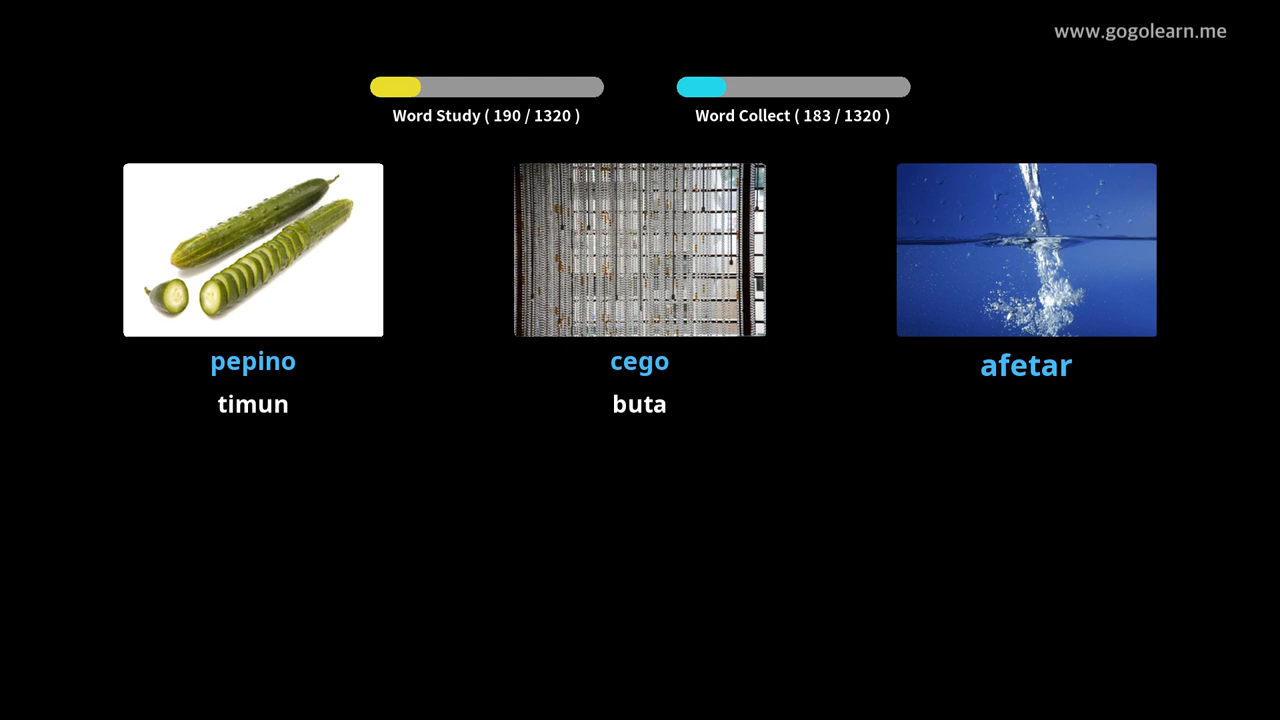 www.gogolearn.me
Word Study ( 190 / 1320 )
Word Collect ( 183 / 1320 )
pepino
cego
afetar
timun
buta